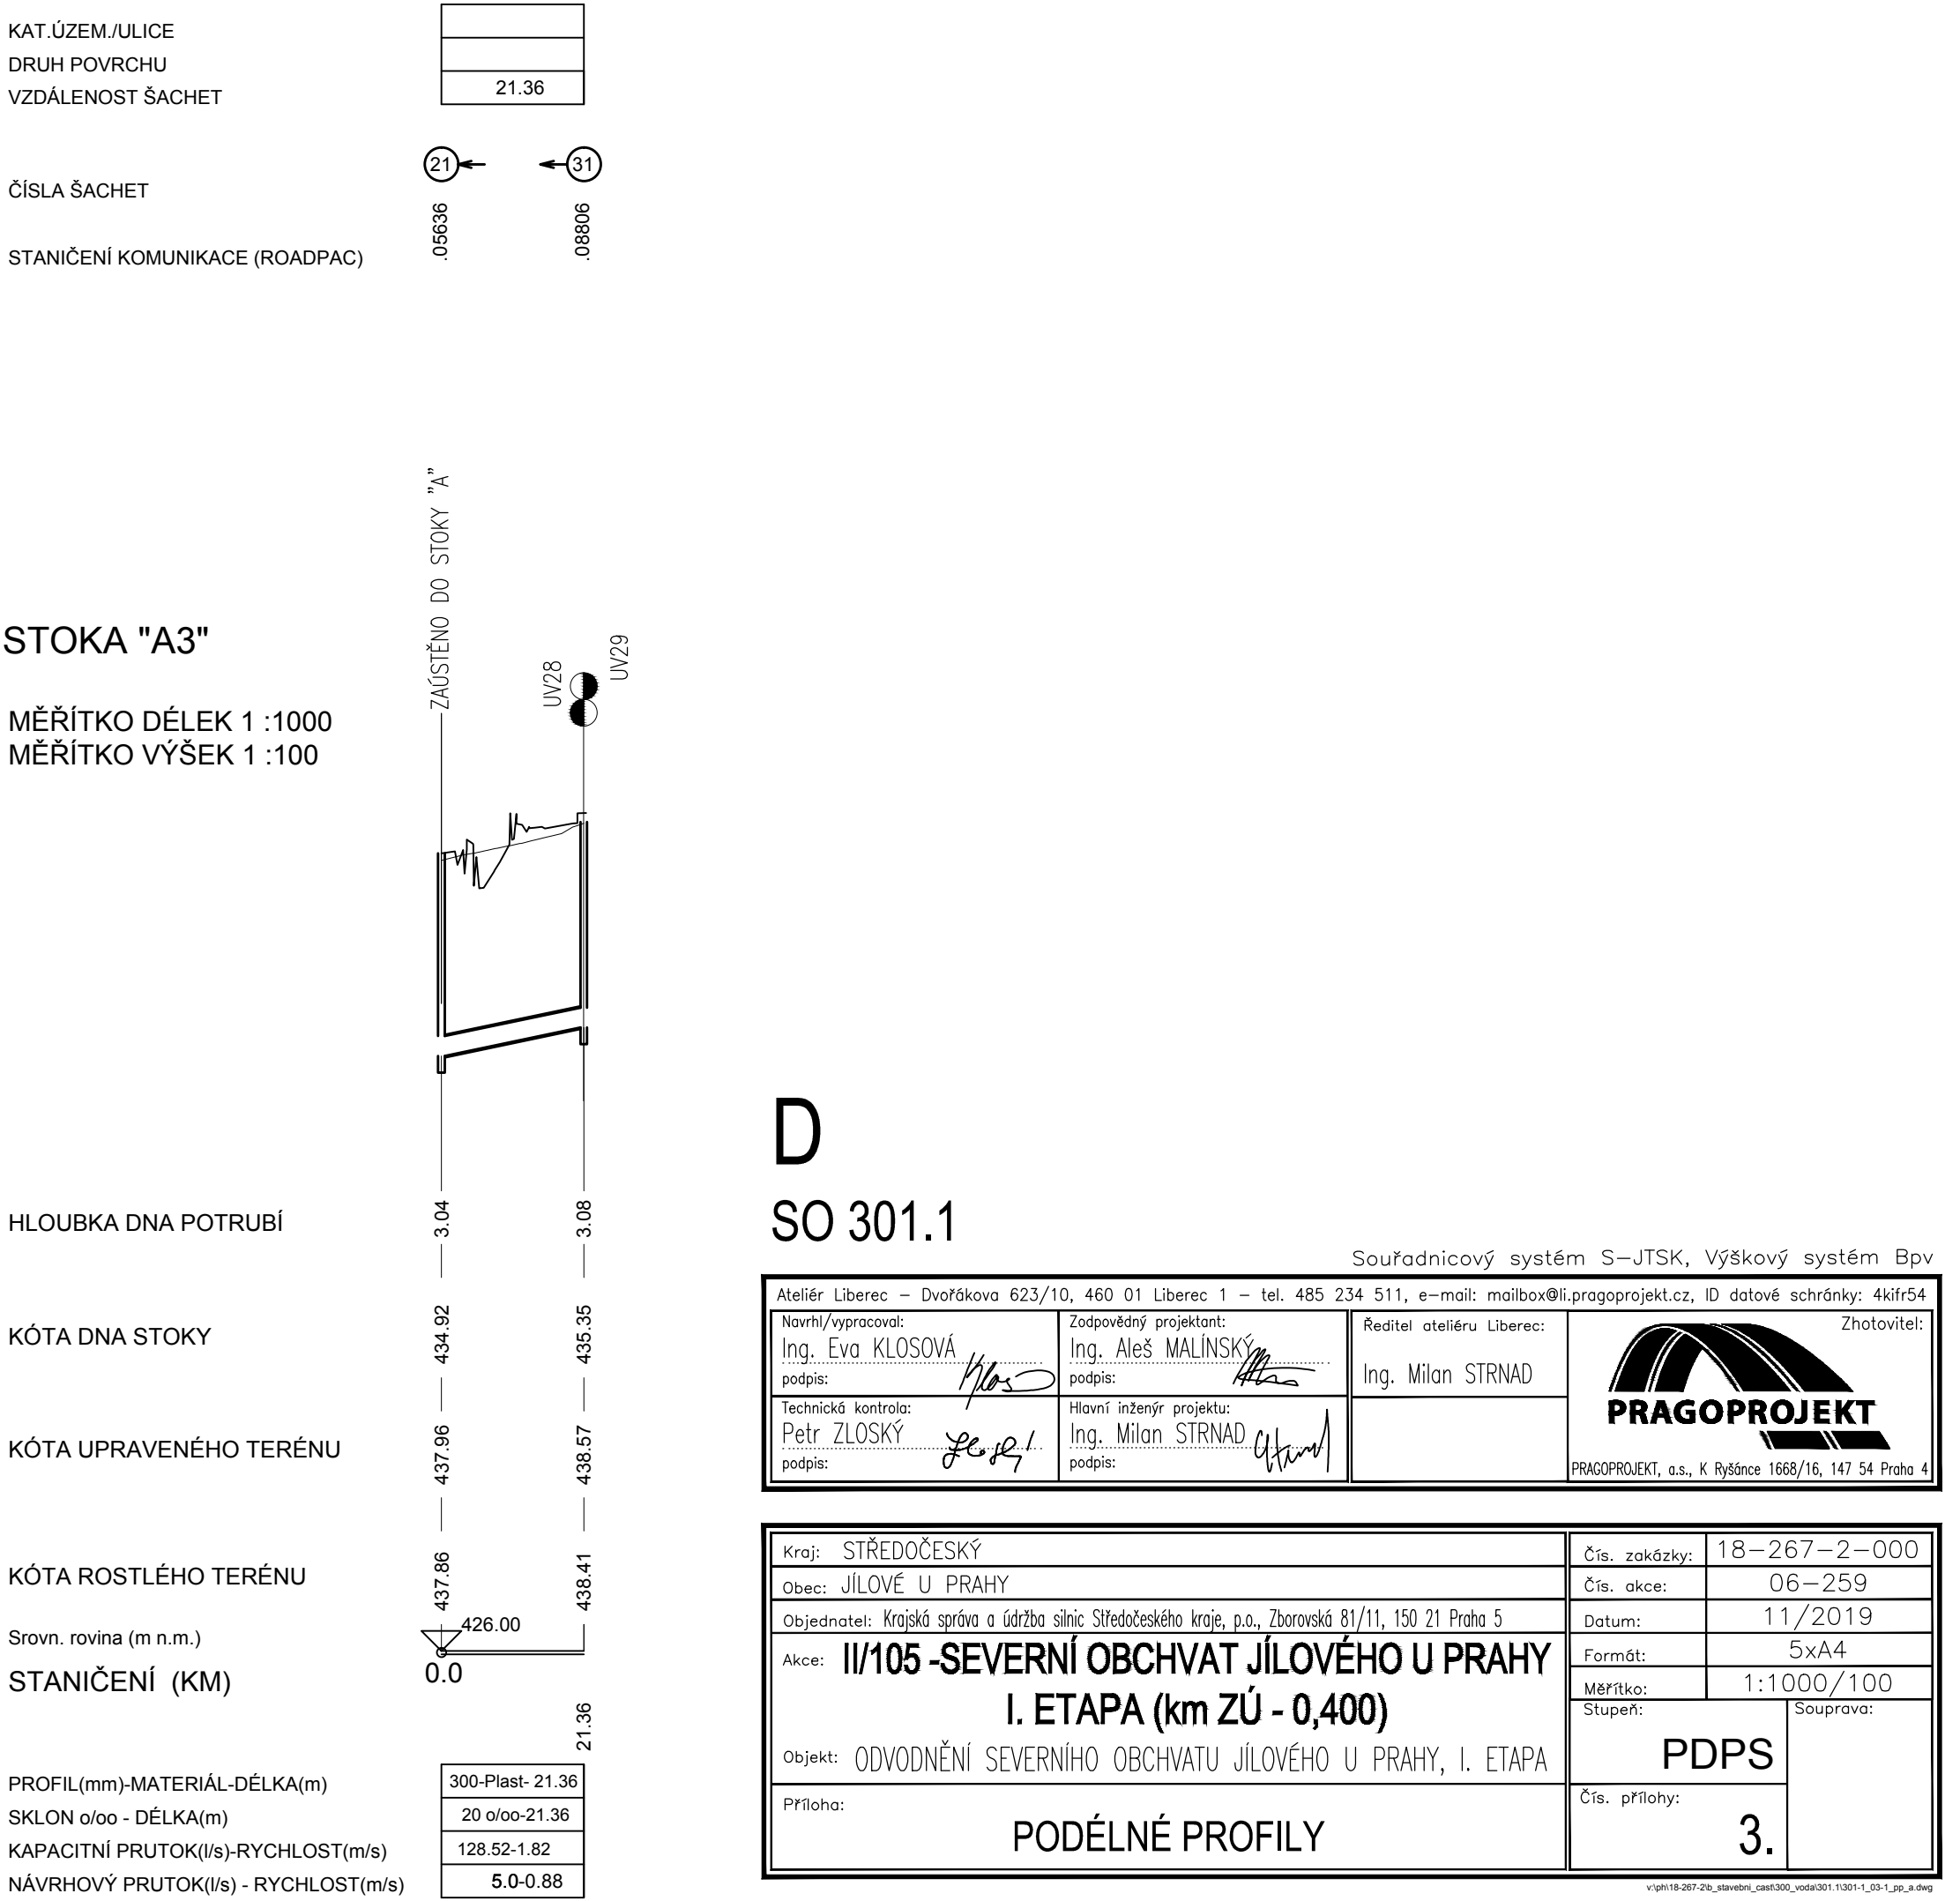 KAT.ÚZEM./ULICE
DRUH POVRCHU
VZDÁLENOST ŠACHET
21.36
21
31
ČÍSLA ŠACHET
.05636
.08806
STANIČENÍ KOMUNIKACE (ROADPAC)
ZAÚSTĚNO DO STOKY "A"
STOKA "A3"
UV28
UV29
MĚŘÍTKO DÉLEK 1 :1000
MĚŘÍTKO VÝŠEK 1 :100
HLOUBKA DNA POTRUBÍ
3.04
3.08
KÓTA DNA STOKY
434.92
435.35
KÓTA UPRAVENÉHO TERÉNU
437.96
438.57
KÓTA ROSTLÉHO TERÉNU
437.86
438.41
Srovn. rovina (m n.m.)
426.00
STANIČENÍ (KM)
0.0
21.36
PROFIL(mm)-MATERIÁL-DÉLKA(m)
300-Plast- 21.36
SKLON o/oo - DÉLKA(m)
20 o/oo-21.36
KAPACITNÍ PRUTOK(l/s)-RYCHLOST(m/s)
128.52-1.82
NÁVRHOVÝ PRUTOK(l/s) - RYCHLOST(m/s)
5.0-0.88
D
SO 301.1
Souřadnicový systém S-JTSK, Výškový systém Bpv
Ateliér Liberec - Dvořákova 623/10, 460 01 Liberec 1 - tel. 485 234 511, e-mail: mailbox@li.pragoprojekt.cz, ID datové schránky: 4kifr54
Navrhl/vypracoval:
Ing. Eva KLOSOVÁ
podpis:
Zodpovědný projektant:
Ing. Aleš MALÍNSKÝ
podpis:
Ředitel ateliéru Liberec:
Ing. Milan STRNAD
Zhotovitel:
PRAGOPROJEKT
PRAGOPROJEKT, a.s., K Ryšánce 1668/16, 147 54 Praha 4
Technická kontrola:
Petr ZLOSKÝ
podpis:
Hlavní inženýr projektu:
Ing. Milan STRNAD
podpis:
Kraj: STŘEDOČESKÝ
Obec: JÍLOVÉ U PRAHY
Objednatel: Krajská správa a údržba silnic Středočeského kraje, p.o., Zborovská 81/11, 150 21 Praha 5
Akce: II/105 -SEVERNÍ OBCHVAT JÍLOVÉHO U PRAHY
I. ETAPA (km ZÚ - 0,400)
Objekt: ODVODNĚNÍ SEVERNÍHO OBCHVATU JÍLOVÉHO U PRAHY, I. ETAPA
Příloha:
PODÉLNÉ PROFILY
Čís. zakázky: 18-267-2-000
Čís. akce: 06-259
Datum: 11/2019
Formát: 5xA4
Měřítko: 1:1000/100
Stupeň:
PDPS
Souprava:
Čís. přílohy:
3.
v:\ph\18-267-2\b_stavebni_cast\300_voda\301.1\301-1_03-1_pp_a.dwg